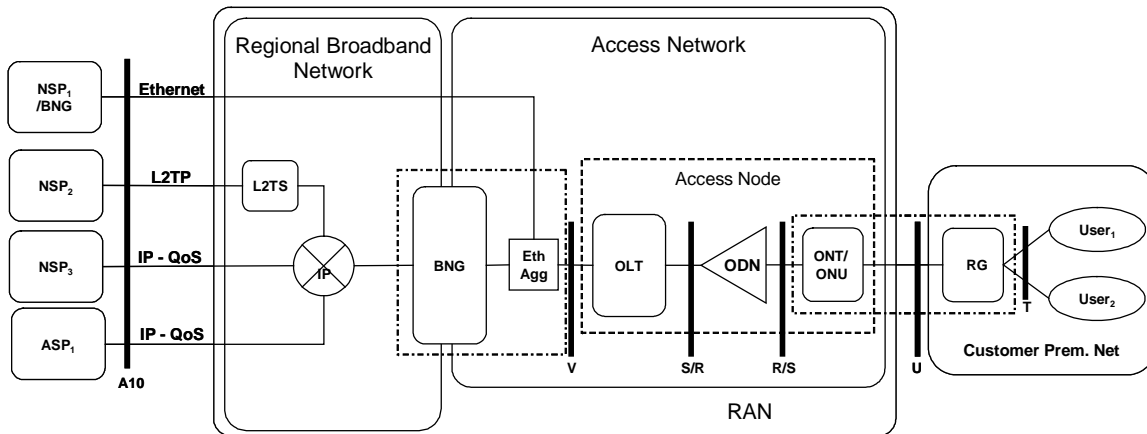 Regional Broadband
Network
Access Network
NSP1
/BNG
Ethernet
NSP2
L2TP
L2TS
Access Node
NSP3
IP - QoS
IP
BNG
Eth
Agg
OLT
ODN
ONT/
ONU
RG
User1
User2
T
ASP1
IP - QoS
A10
V
S/R
R/S
U
Customer Prem. Net
RAN